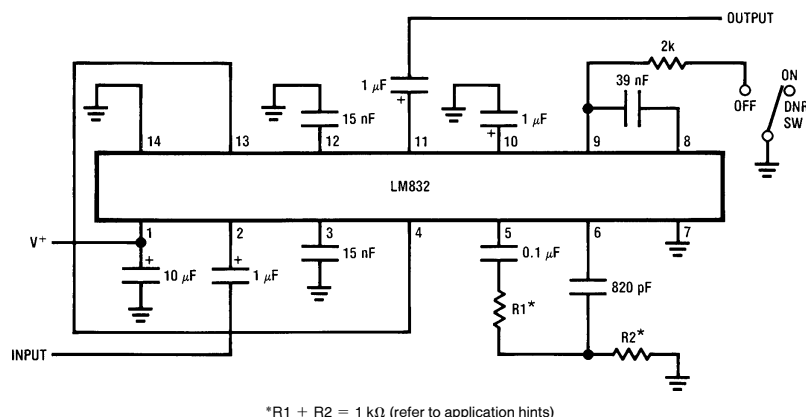 OUTPUT
2k
1 μF
+
39 nF
ON
OFF
DNR
SW
15 nF
1 μF
+
14
13
12
11
10
9
8
LM832
1
2
3
4
5
6
7
V+
+
10 μF
+
1 μF
15 nF
0.1 μF
820 pF
R1*
R2*
INPUT
*R1 + R2 = 1 kΩ (refer to application hints)